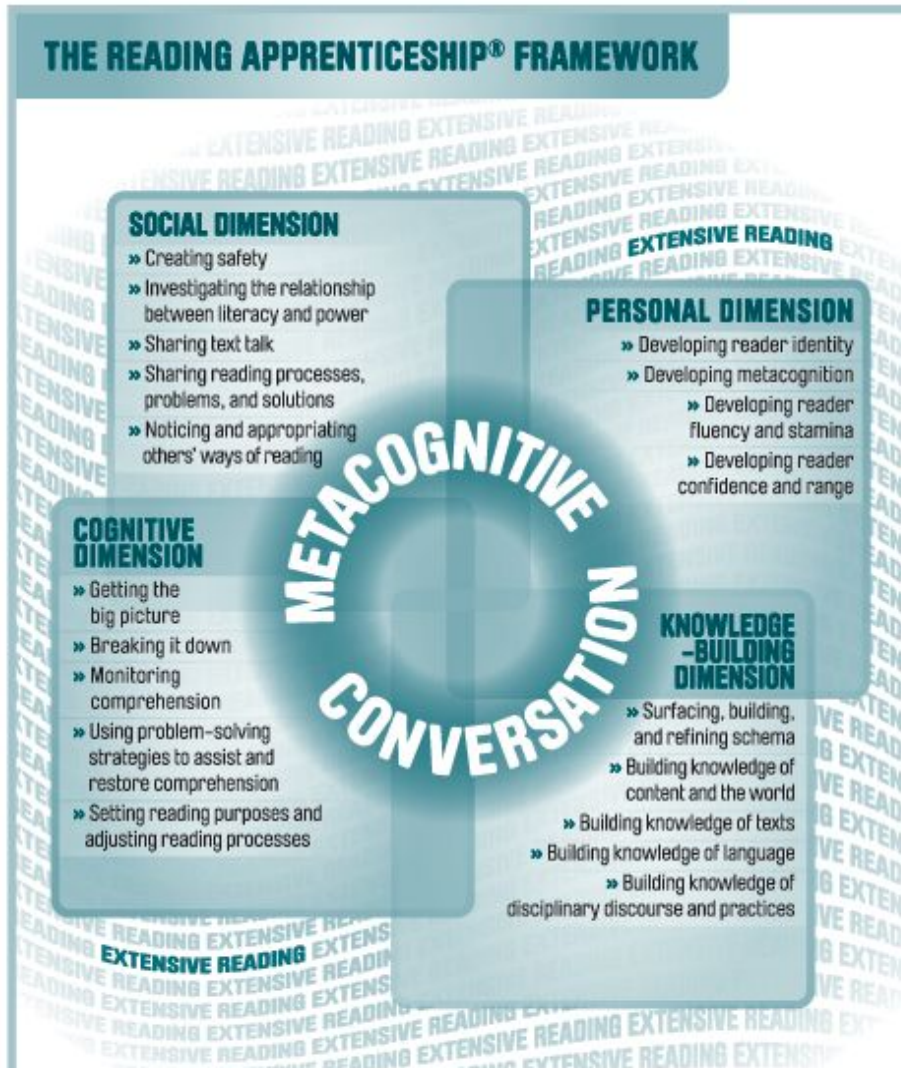 THE READING APPRENTICESHIP® FRAMEWORK
EXTENSIVE READING
SOCIAL DIMENSION
» Creating safety
» Investigating the relationship
between literacy and power
» Sharing text talk
» Sharing reading processes,
problems, and solutions
» Noticing and appropriating
others' ways of reading
PERSONAL DIMENSION
» Developing reader identity
» Developing metacognition
» Developing reader
fluency and stamina
» Developing reader
confidence and range
METACOGNITIVE
CONVERSATION
COGNITIVE
DIMENSION
» Getting the
big picture
» Breaking it down
» Monitoring
comprehension
» Using problem-solving
strategies to assist and
restore comprehension
» Setting reading purposes and
adjusting reading processes
KNOWLEDGE
-BUILDING
DIMENSION
» Surfacing, building,
and refining schema
» Building knowledge of
content and the world
» Building knowledge of texts
» Building knowledge of language
» Building knowledge of
disciplinary discourse and practices
EXTENSIVE READING